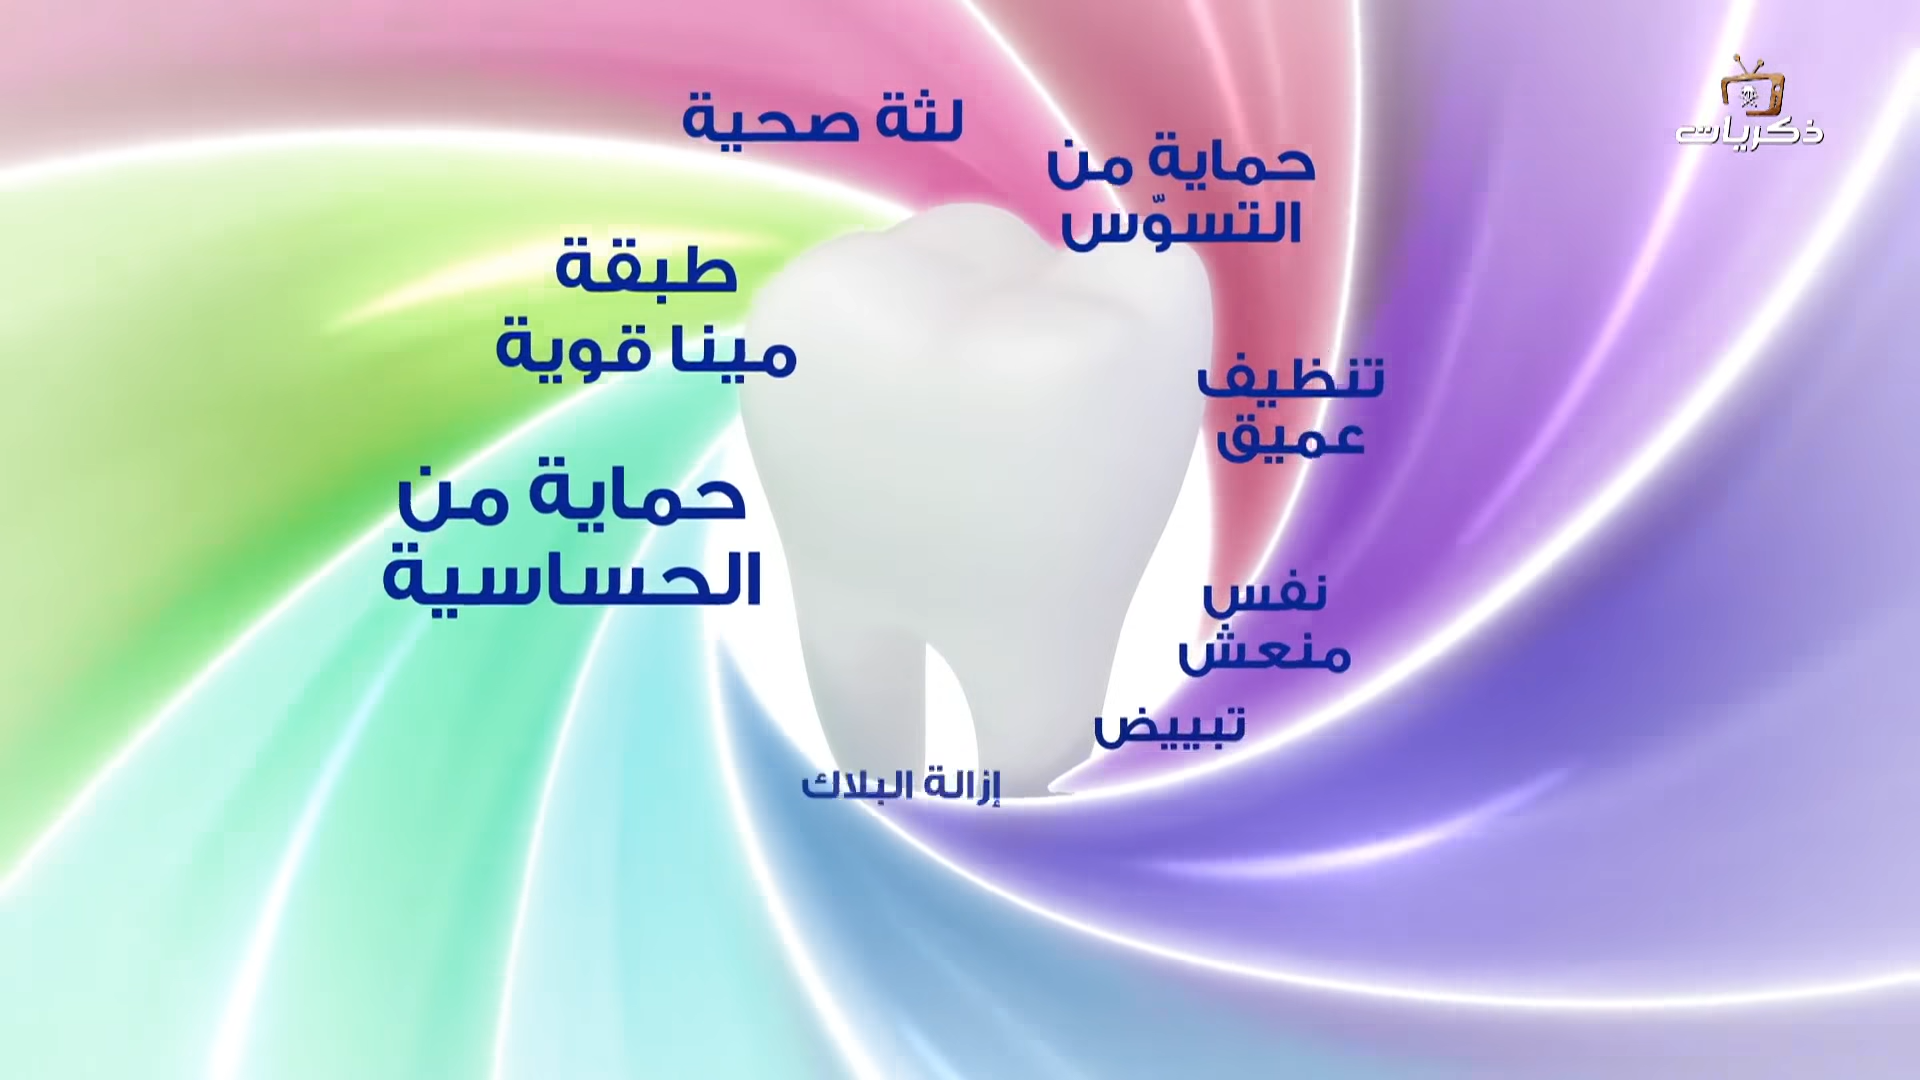 ذكريات
لثة صحية
حماية من
التسوّس
طبقة
مينا قوية
تنظيف
عميق
حماية من
الحساسية
نفس
منعش
تبييض
إزالة البلاك